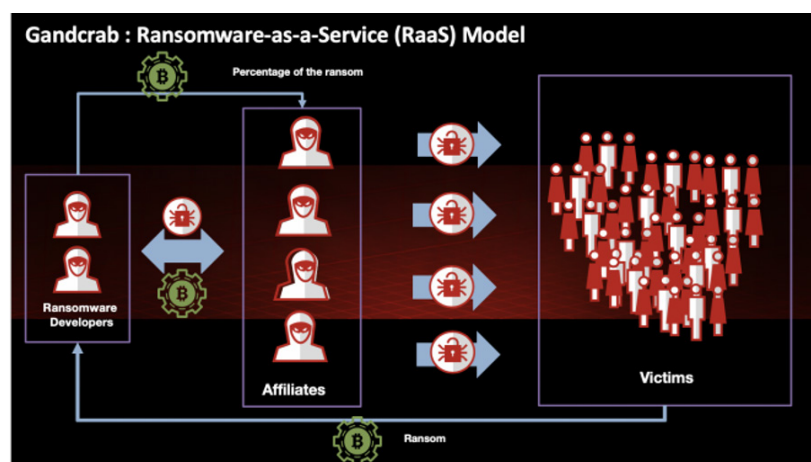 Gandcrab : Ransomware-as-a-Service (RaaS) Model
Percentage of the ransom
Ransomware
Developers
Affiliates
Victims
Ransom